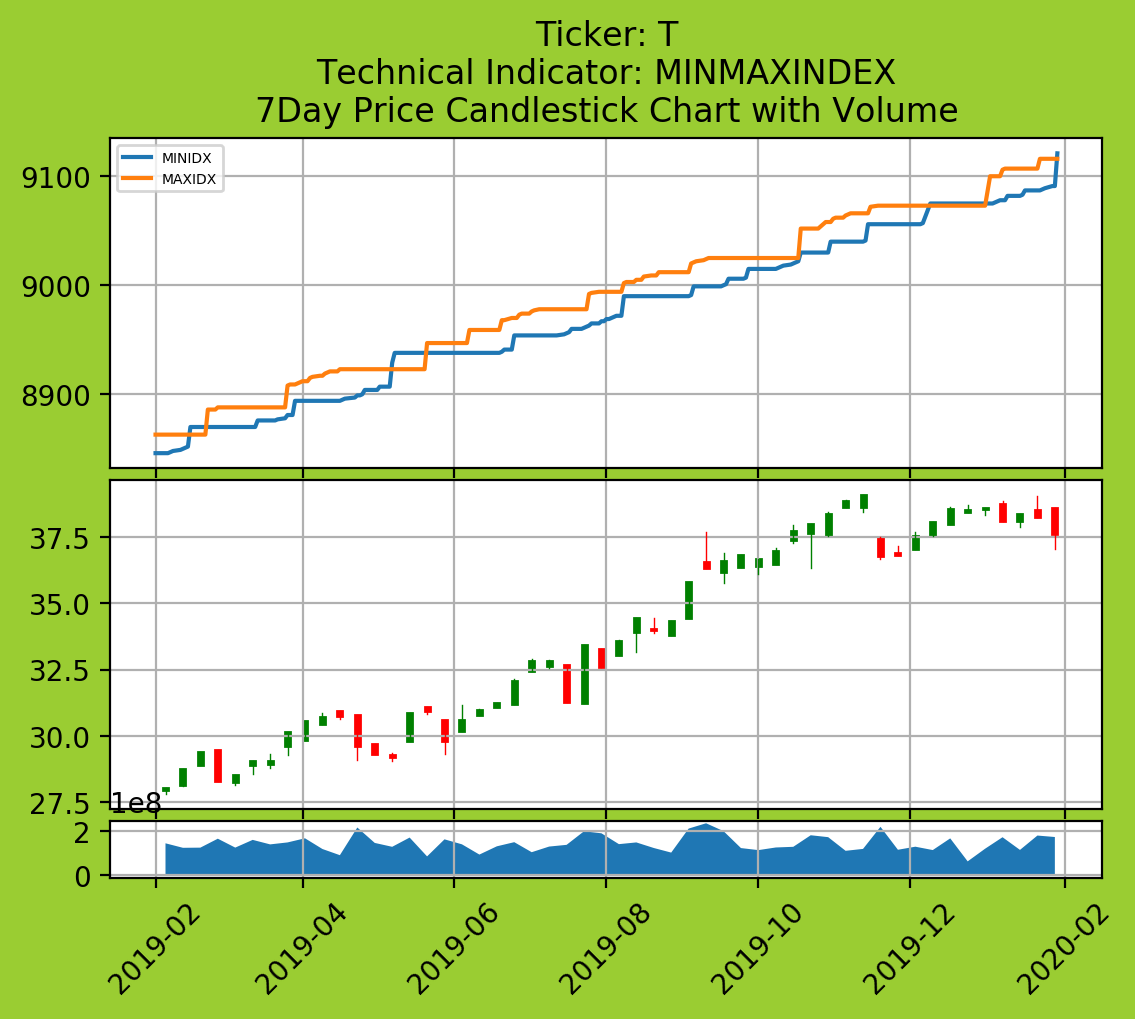 Ticker: T
Technical Indicator: MINMAXINDEX
7Day Price Candlestick Chart with Volume
MINIDX
MAXIDX
9100
9000
8900
37.5
35.0
32.5
30.0
27.5
1e8
2
0
2019-02
2019-04
2019-06
2019-08
2019-10
2019-12
2020-02